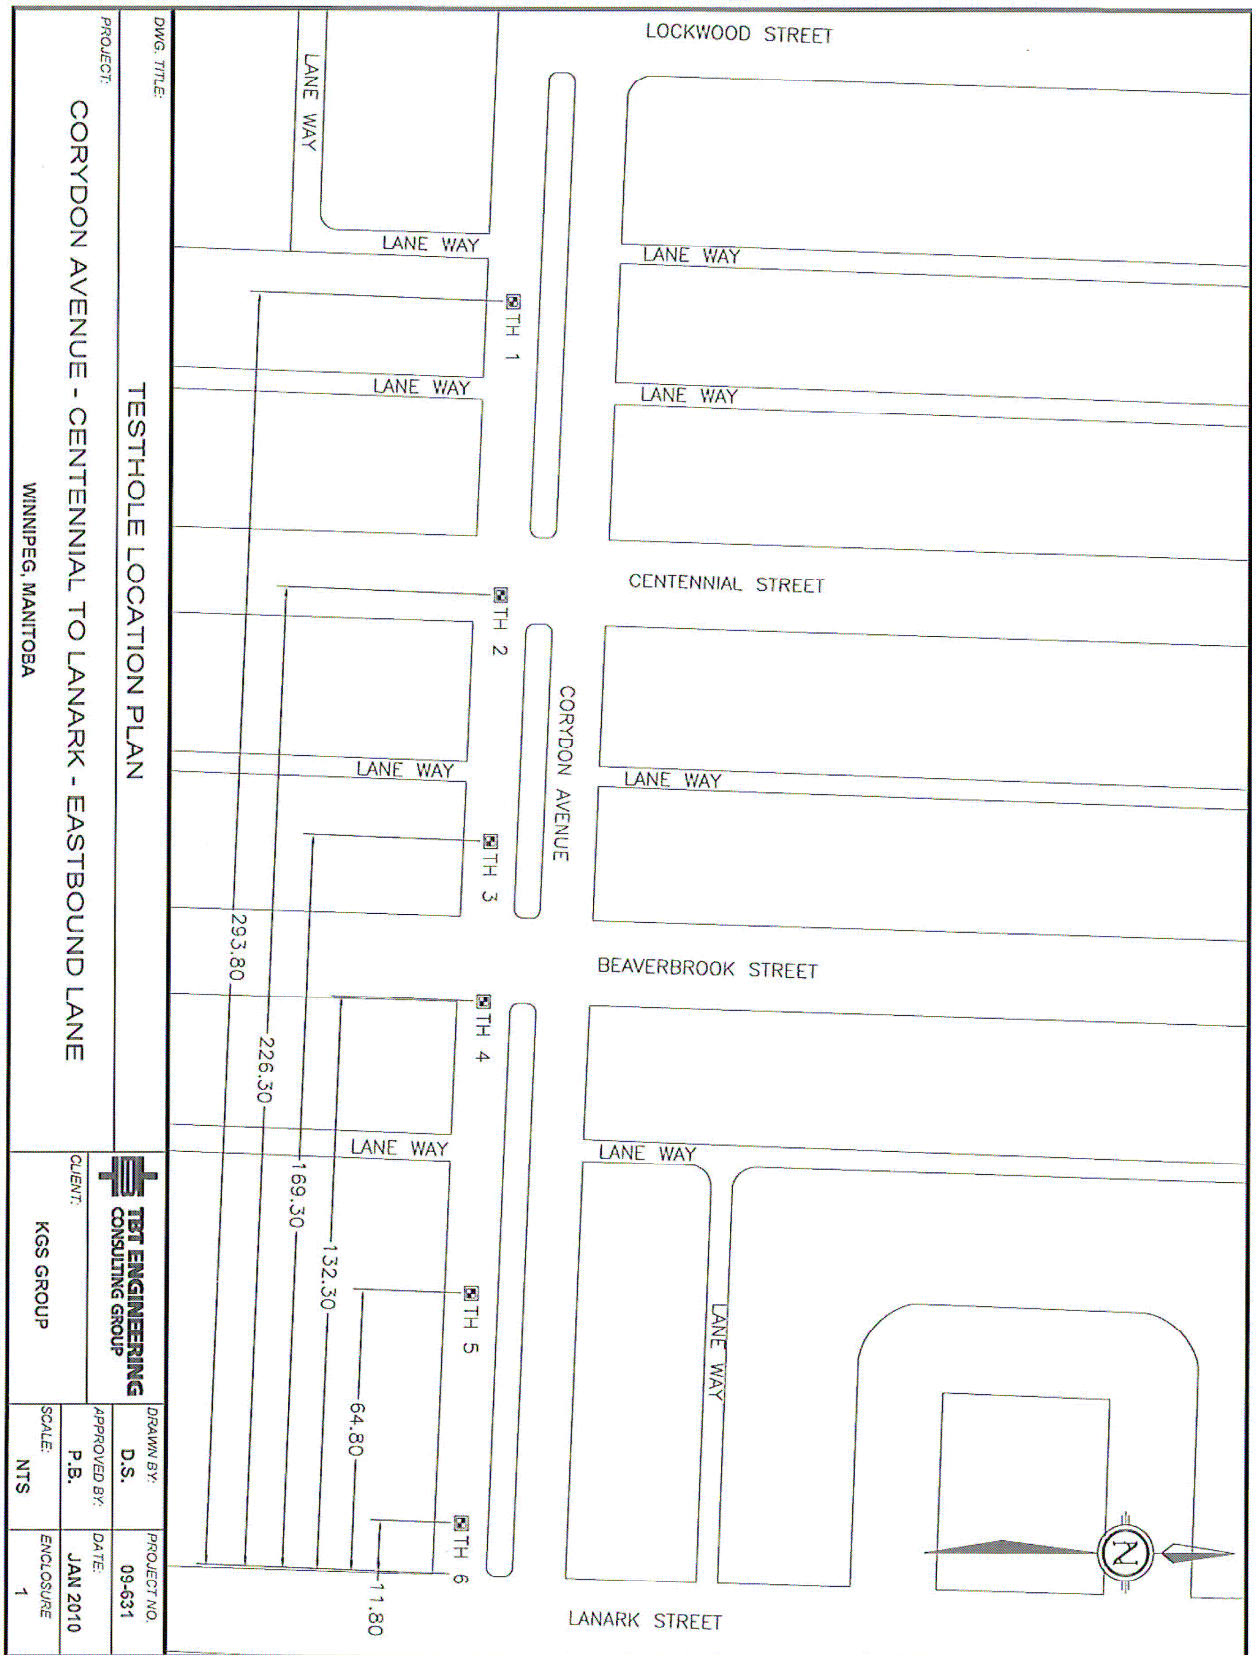 LOCKWOOD STREET
LANE WAY
LANE WAY
LANE WAY
TH 1
LANE WAY
LANE WAY
CENTENNIAL STREET
TH 2
CORYDON AVENUE
LANE WAY
LANE WAY
TH 3
BEAVERBROOK STREET
TH 4
LANE WAY
LANE WAY
LANE WAY
TH 5
TH 6
LANARK STREET
293.80
226.30
169.30
132.30
64.80
11.80
N
DWG. TITLE:
TESTHOLE LOCATION PLAN
PROJECT:
CORYDON AVENUE - CENTENNIAL TO LANARK - EASTBOUND LANE
WINNIPEG, MANITOBA
TBT ENGINEERING
CONSULTING GROUP
CLIENT:
KGS GROUP
DRAWN BY:
D.S.
PROJECT NO.
09-631
APPROVED BY:
P.B.
DATE:
JAN 2010
SCALE:
NTS
ENCLOSURE
1